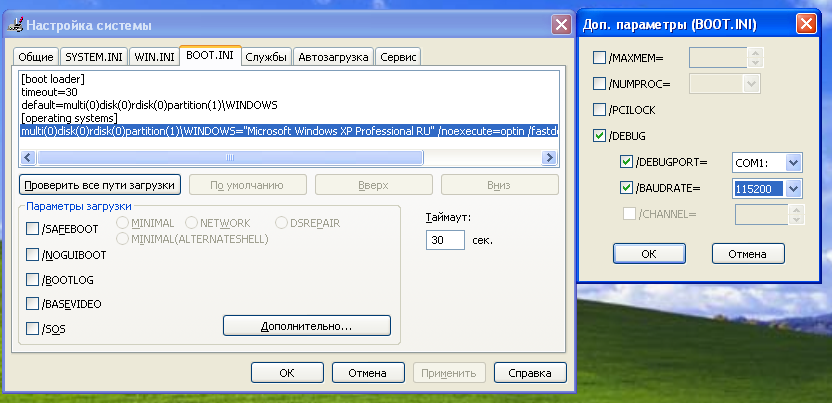 Настройка системы
Общие SYSTEM.INI WIN.INI BOOT.INI Службы Автозагрузка Сервис
[boot loader]
timeout=30
default=multi(0)disk(0)rdisk(0)partition(1)\WINDOWS
[operating systems]
multi(0)disk(0)rdisk(0)partition(1)\WINDOWS="Microsoft Windows XP Professional RU" /noexecute=optin /fastde
Проверить все пути загрузки По умолчанию Вверх Вниз
Параметры загрузки
/SAFEBOOT MINIMAL NETWORK DSREPAIR
MINIMAL(ALTERNATESHELL)
/NOGUIBOOT
/BOOTLOG
/BASEVIDEO
/SOS
Дополнительно...
Таймаут:
30 сек.
OK Отмена Применить Справка
Доп. параметры (BOOT.INI)
/MAXMEM=
/NUMPROC=
/PCILOCK
/DEBUG
/DEBUGPORT= COM1:
/BAUDRATE= 115200
/CHANNEL=
OK Отмена